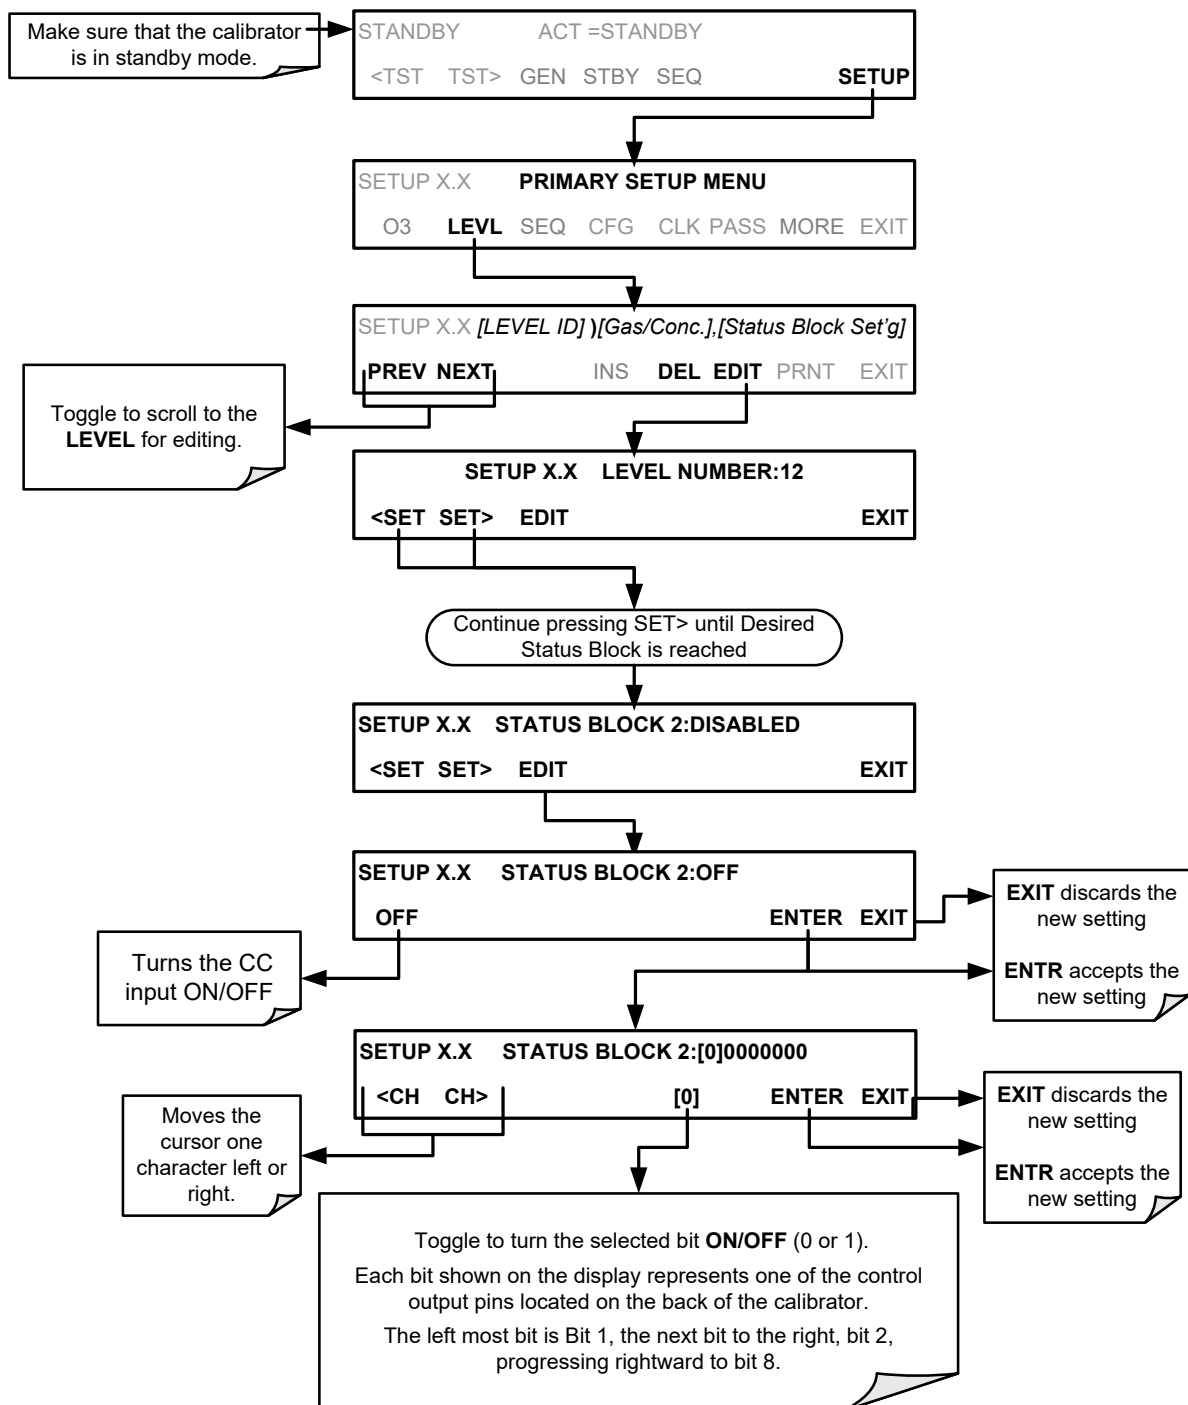 Make sure that the calibrator
is in standby mode.
STANDBY ACT =STANDBY
<TST TST> GEN STBY SEQ SETUP
SETUP X.X PRIMARY SETUP MENU
O3 LEVL SEQ CFG CLK PASS MORE EXIT
SETUP X.X [LEVEL ID] )[Gas/Conc.],[Status Block Set'g]
PREV NEXT INS DEL EDIT PRNT EXIT
Toggle to scroll to the
LEVEL for editing.
SETUP X.X LEVEL NUMBER:12
<SET SET> EDIT EXIT
Continue pressing SET> until Desired
Status Block is reached
SETUP X.X STATUS BLOCK 2:DISABLED
<SET SET> EDIT EXIT
SETUP X.X STATUS BLOCK 2:OFF
OFF ENTER EXIT
EXIT discards the
new setting
ENTR accepts the
new setting
Turns the CC
input ON/OFF
SETUP X.X STATUS BLOCK 2:[0]0000000
<CH CH> [0] ENTER EXIT
EXIT discards the
new setting
ENTR accepts the
new setting
Moves the
cursor one
character left or
right.
Toggle to turn the selected bit ON/OFF (0 or 1).
Each bit shown on the display represents one of the control
output pins located on the back of the calibrator.
The left most bit is Bit 1, the next bit to the right, bit 2,
progressing rightward to bit 8.